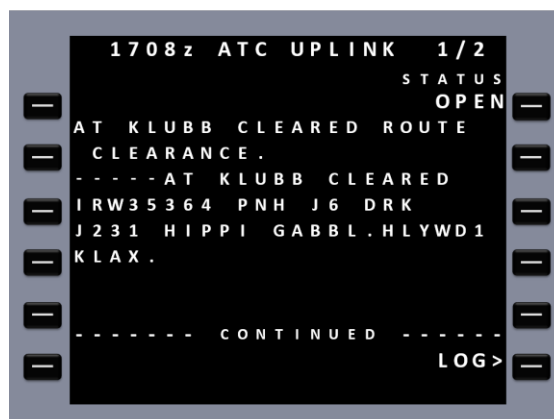 1708z ATC UPLINK 1/2
STATUS
OPEN
AT KLUBB CLEARED ROUTE
CLEARANCE.
-----AT KLUBB CLEARED
IRW35364 PNH J6 DRK
J231 HIPPI GABBL.HLYWD1
KLAX.
------- CONTINUED ------
LOG>